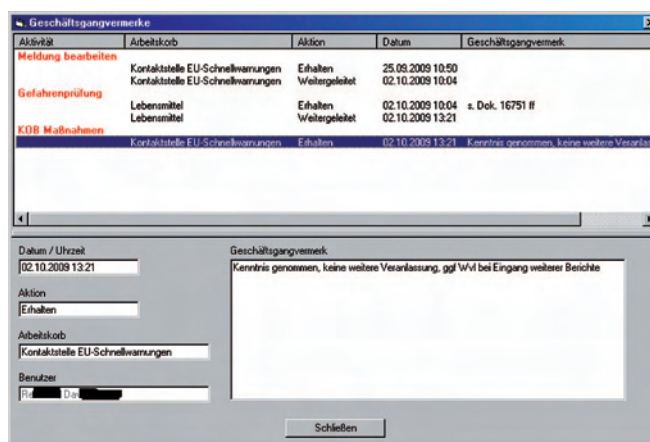 Geschäftsgangvermerke
Aktivität Arbeitskorb Aktion Datum Geschäftsgangvermerk
Meldung bearbeiten
Kontaktstelle EU-Schnellwarnungen Erhalten 25.09.2009 10:50
Kontaktstelle EU-Schnellwarnungen Weitergeleitet 02.10.2009 10:04
Gefahrenprüfung
Lebensmittel Erhalten 02.10.2009 10:04 s. Dok. 16751 ff
Lebensmittel Weitergeleitet 02.10.2009 13:21
KOB Maßnahmen
Kontaktstelle EU-Schnellwarnungen Erhalten 02.10.2009 13:21 Kenntnis genommen, keine weitere Veranlas
Datum / Uhrzeit
02.10.2009 13:21
Aktion
Erhalten
Arbeitskorb
Kontaktstelle EU-Schnellwarnungen
Benutzer
Re Da
Geschäftsgangvermerk
Kenntnis genommen, keine weitere Veranlassung, ggf Wvl bei Eingang weiterer Berichte
Schließen